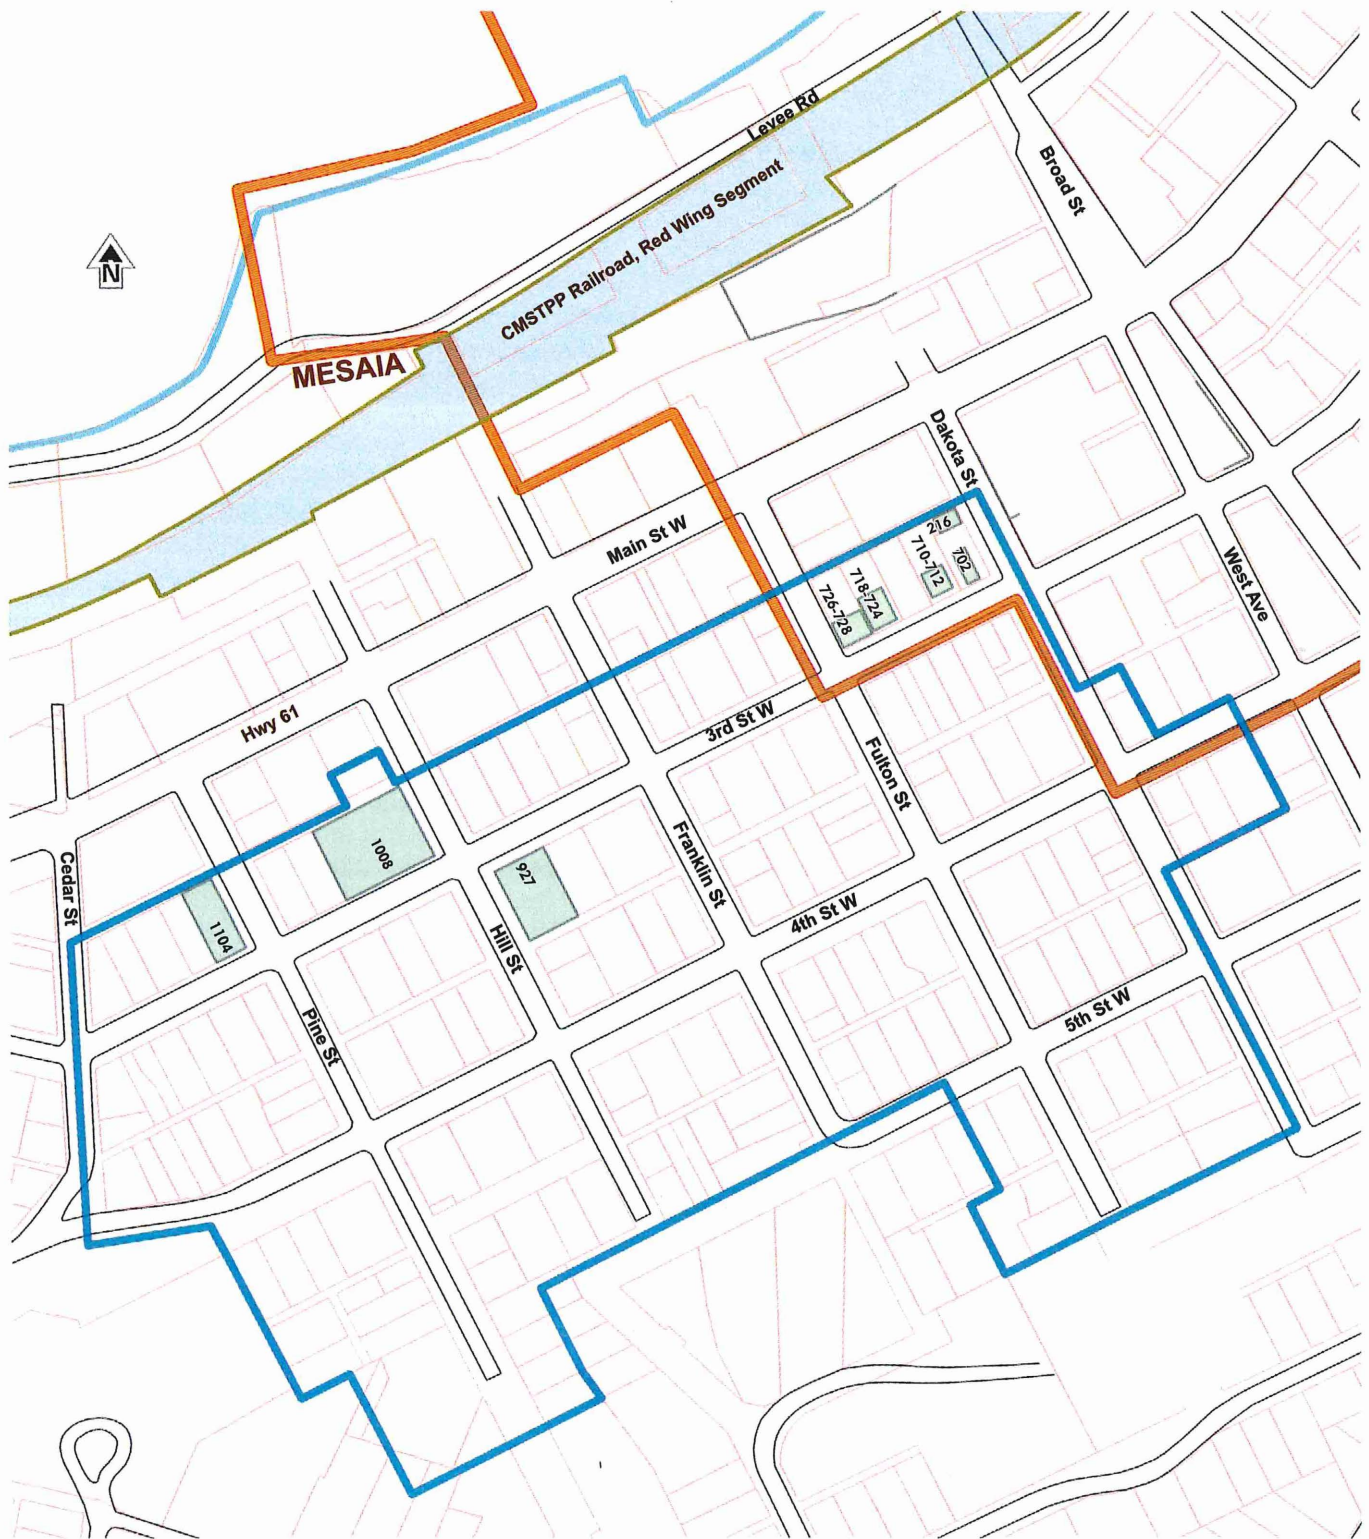 Levee Rd
Broad St
CMSTPP Railroad, Red Wing Segment
N
MESAIA
Dakota St
216
Main St W
710-712
702
718-724
726-728
West Ave
Hwy 61
3rd St W
Fulton St
1008
Franklin St
927
Cedar St
1104
4th St W
Hill St
5th St W
Pine St